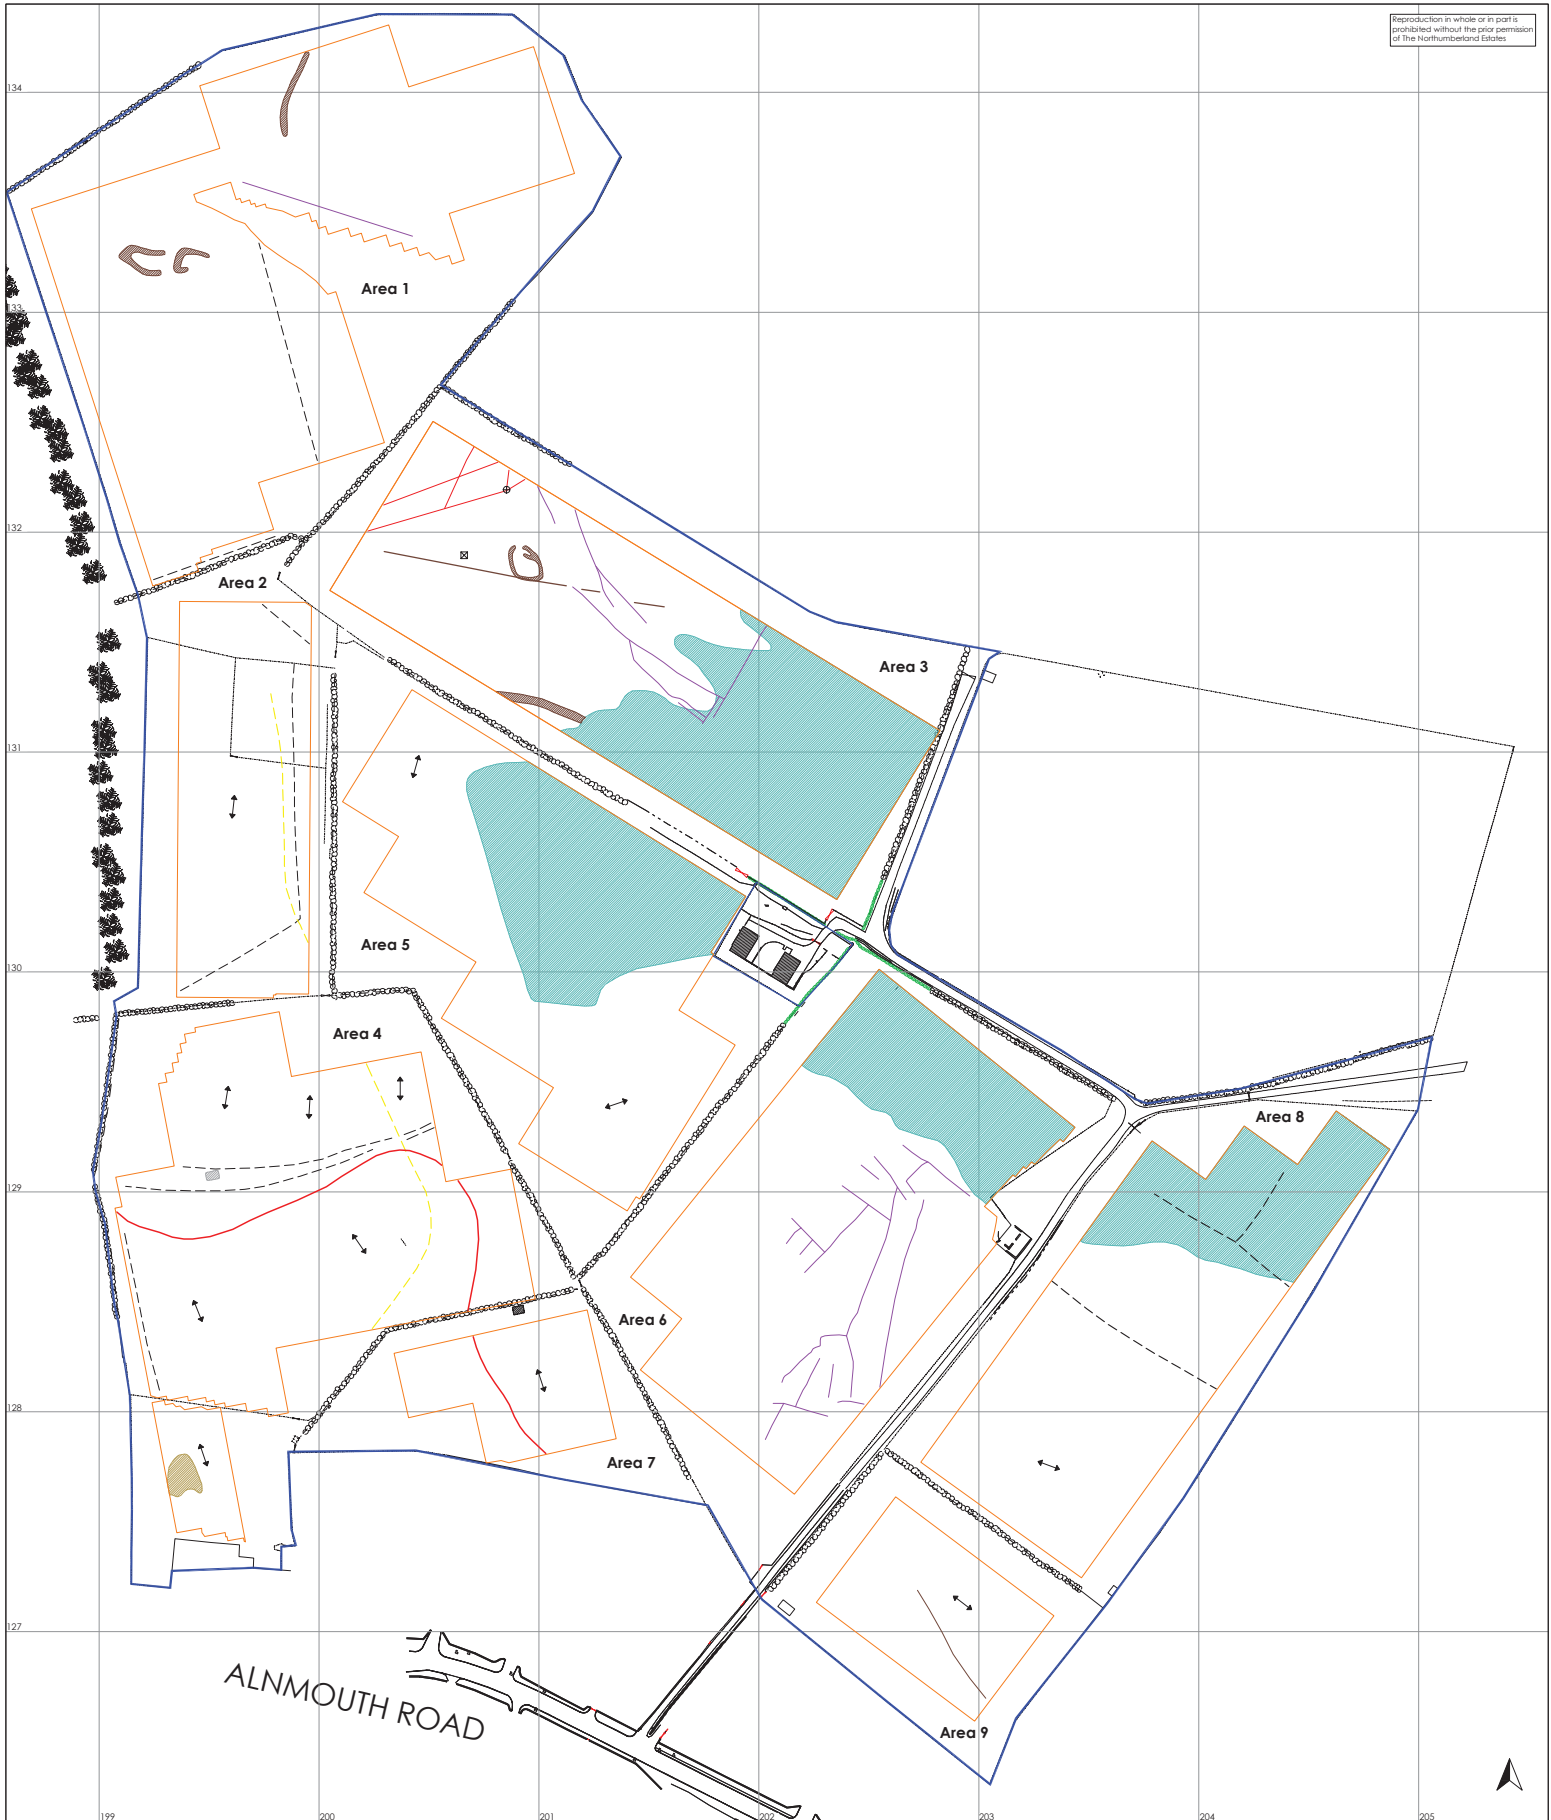 Reproduction in whole or in part is
prohibited without the prior permission
of The Northumberland Estates
134
Area 1
133
132
Area 2
Area 3
131
Area 5
130
Area 4
Area 8
129
Area 6
128
Area 7
127
ALNMOUTH ROAD
Area 9
199
200
201
202
203
204
205